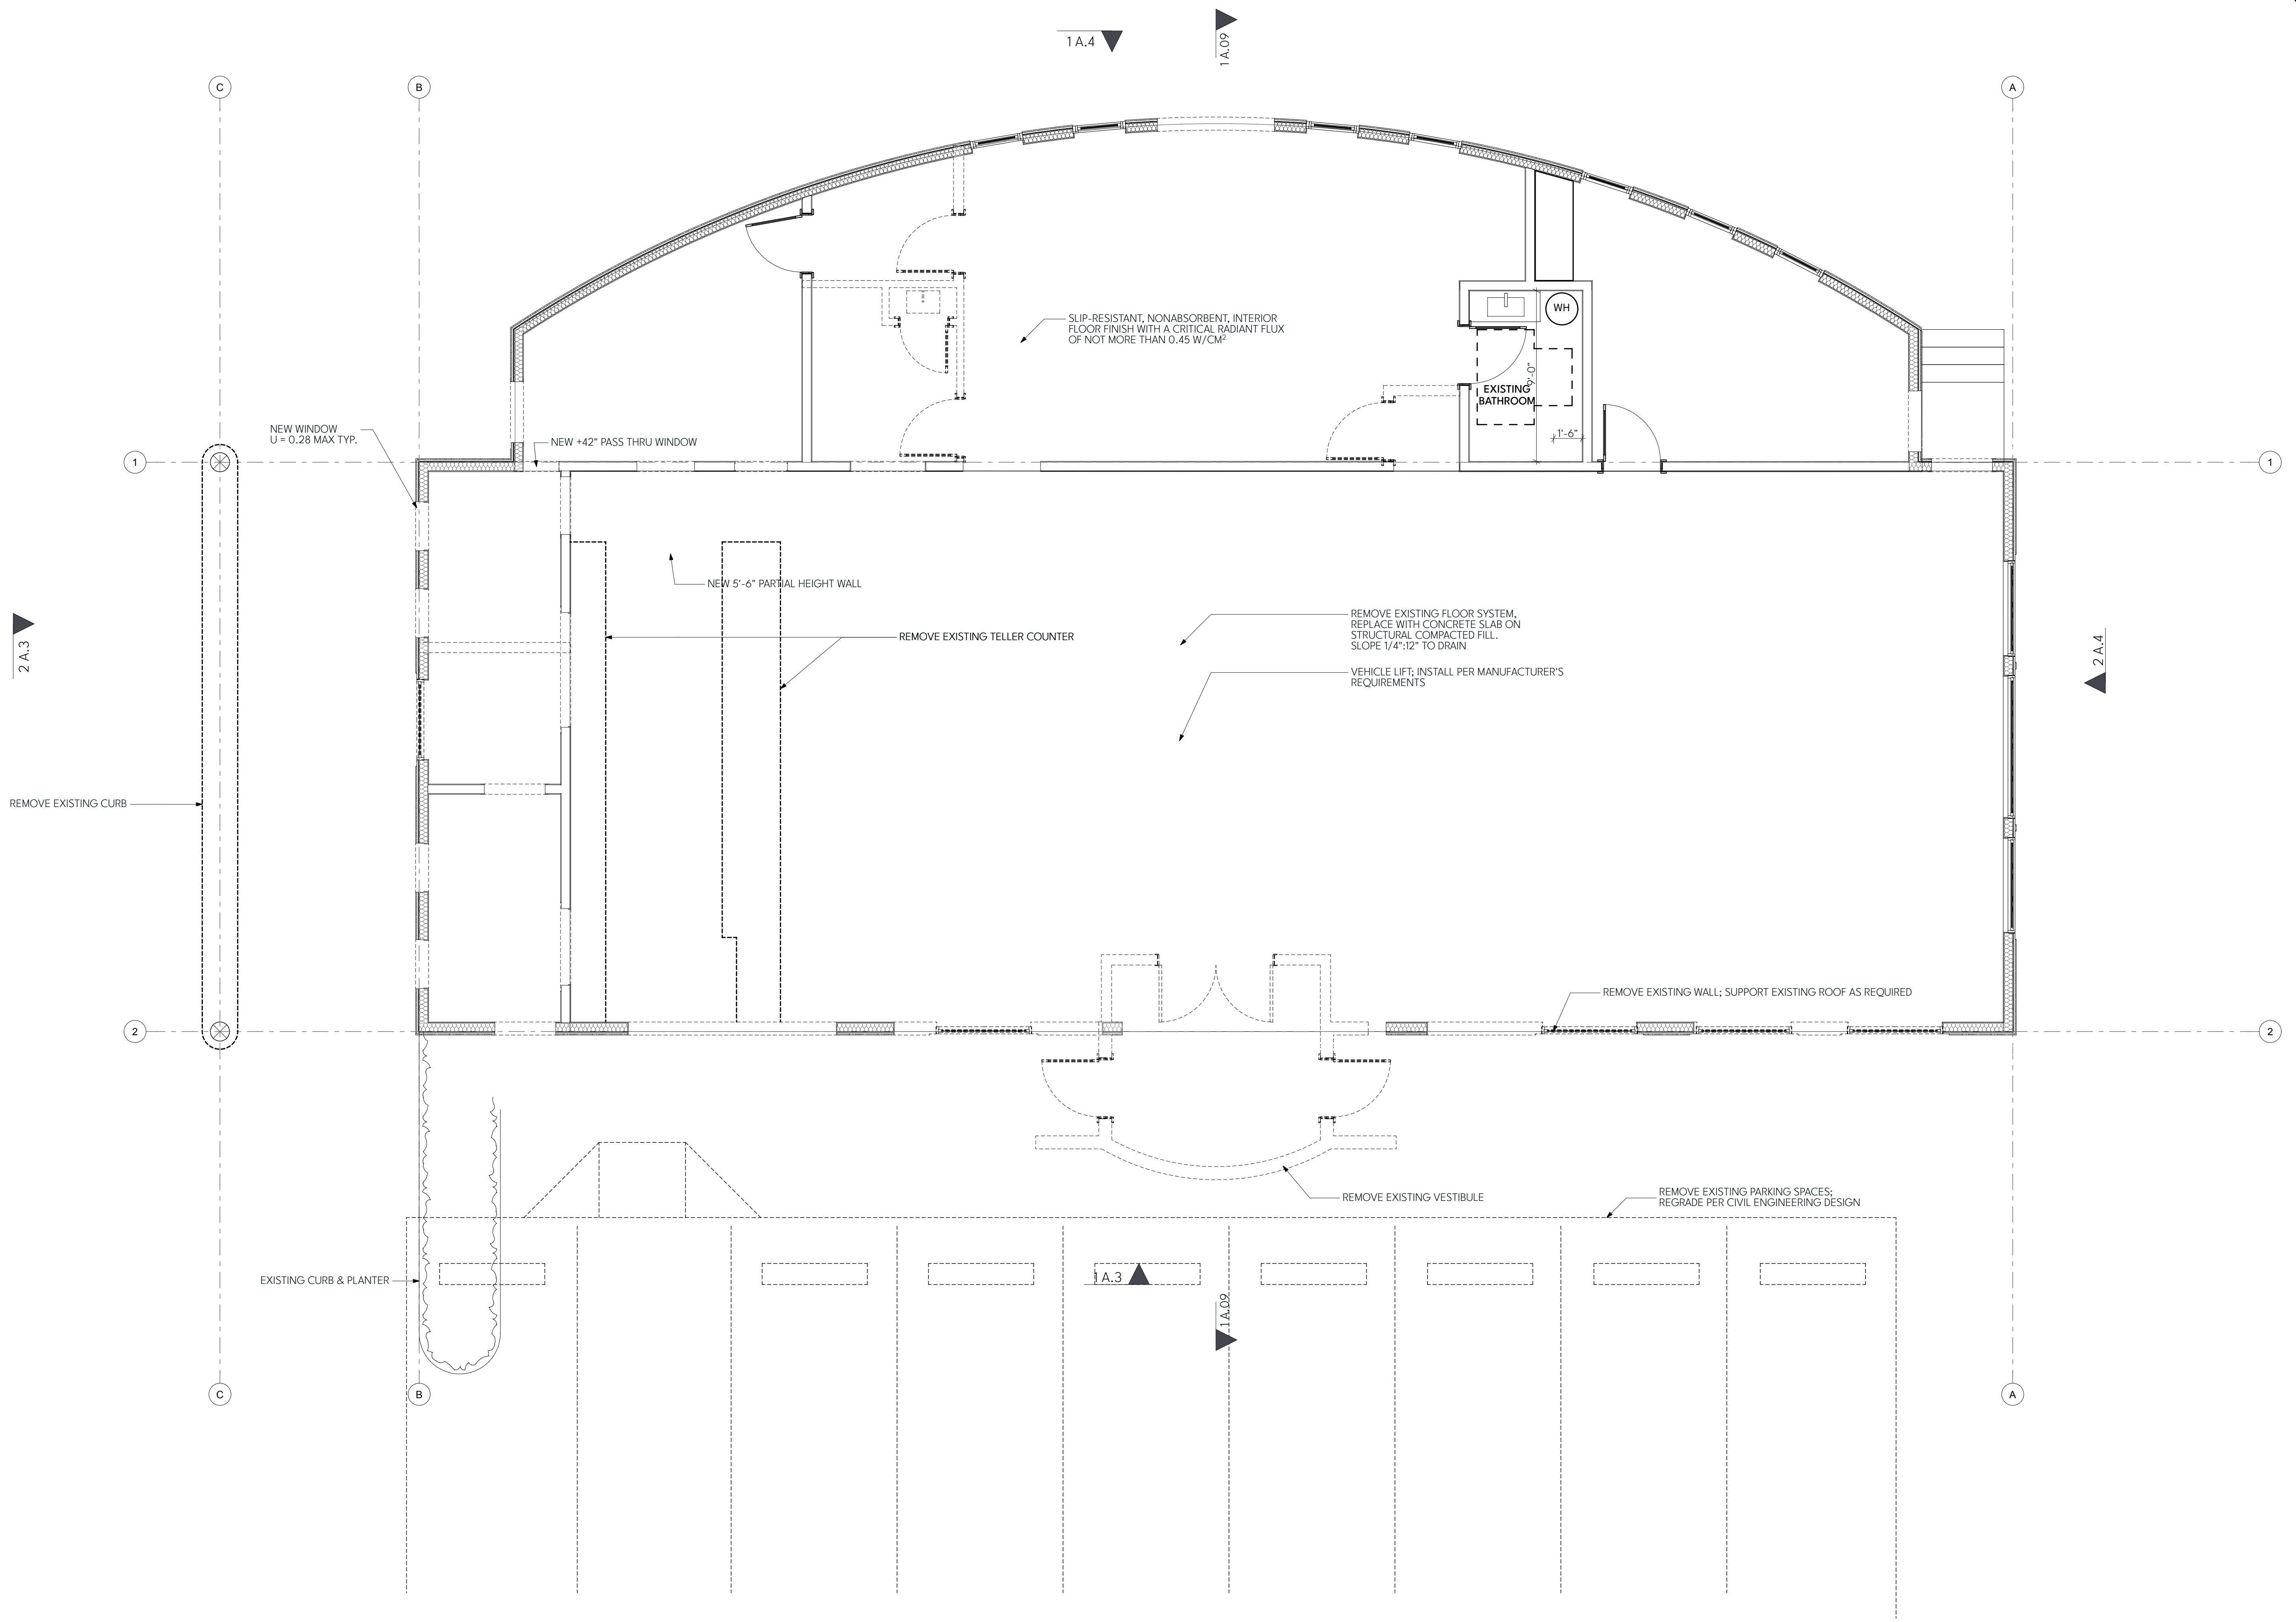 1 A.4
1 A.09
C
B
A
SLIP-RESISTANT, NONABSORBENT, INTERIOR
FLOOR FINISH WITH A CRITICAL RADIANT FLUX
OF NOT MORE THAN 0.45 W/CM²
WH
9'-0"
EXISTING
BATHROOM
1'-6"
NEW WINDOW
U = 0.28 MAX TYP.
NEW +42" PASS THRU WINDOW
1
1
NEW 5'-6" PARTIAL HEIGHT WALL
REMOVE EXISTING TELLER COUNTER
REMOVE EXISTING FLOOR SYSTEM,
REPLACE WITH CONCRETE SLAB ON
STRUCTURAL COMPACTED FILL.
SLOPE 1/4":12" TO DRAIN
VEHICLE LIFT; INSTALL PER MANUFACTURER'S
REQUIREMENTS
2 A.3
2 A.4
REMOVE EXISTING CURB
REMOVE EXISTING WALL; SUPPORT EXISTING ROOF AS REQUIRED
2
2
REMOVE EXISTING VESTIBULE
REMOVE EXISTING PARKING SPACES;
REGRADE PER CIVIL ENGINEERING DESIGN
EXISTING CURB & PLANTER
1 A.3
1 A.09
C
B
A